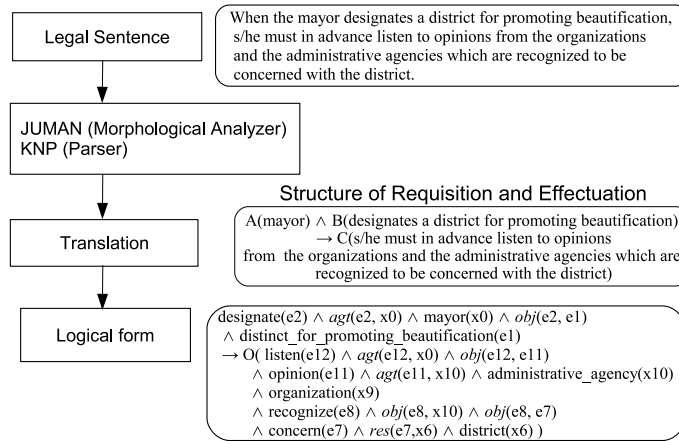 Legal Sentence
When the mayor designates a district for promoting beautification,
s/he must in advance listen to opinions from the organizations
and the administrative agencies which are recognized to be
concerned with the district.
JUMAN (Morphological Analyzer)
KNP (Parser)
Structure of Requisition and Effectuation
Translation
A(mayor) ∧ B(designates a district for promoting beautification)
→ C(s/he must in advance listen to opinions
from the organizations and the administrative agencies which are
recognized to be concerned with the district)
Logical form
designate(e2) ∧ agt(e2, x0) ∧ mayor(x0) ∧ obj(e2, e1)
∧ distinct_for_promoting_beautification(e1)
→ O( listen(e12) ∧ agt(e12, x0) ∧ obj(e12, e11)
∧ opinion(e11) ∧ agt(e11, x10) ∧ administrative_agency(x10)
∧ organization(x9)
∧ recognize(e8) ∧ obj(e8, x10) ∧ obj(e8, e7)
∧ concern(e7) ∧ res(e7,x6) ∧ district(x6) )